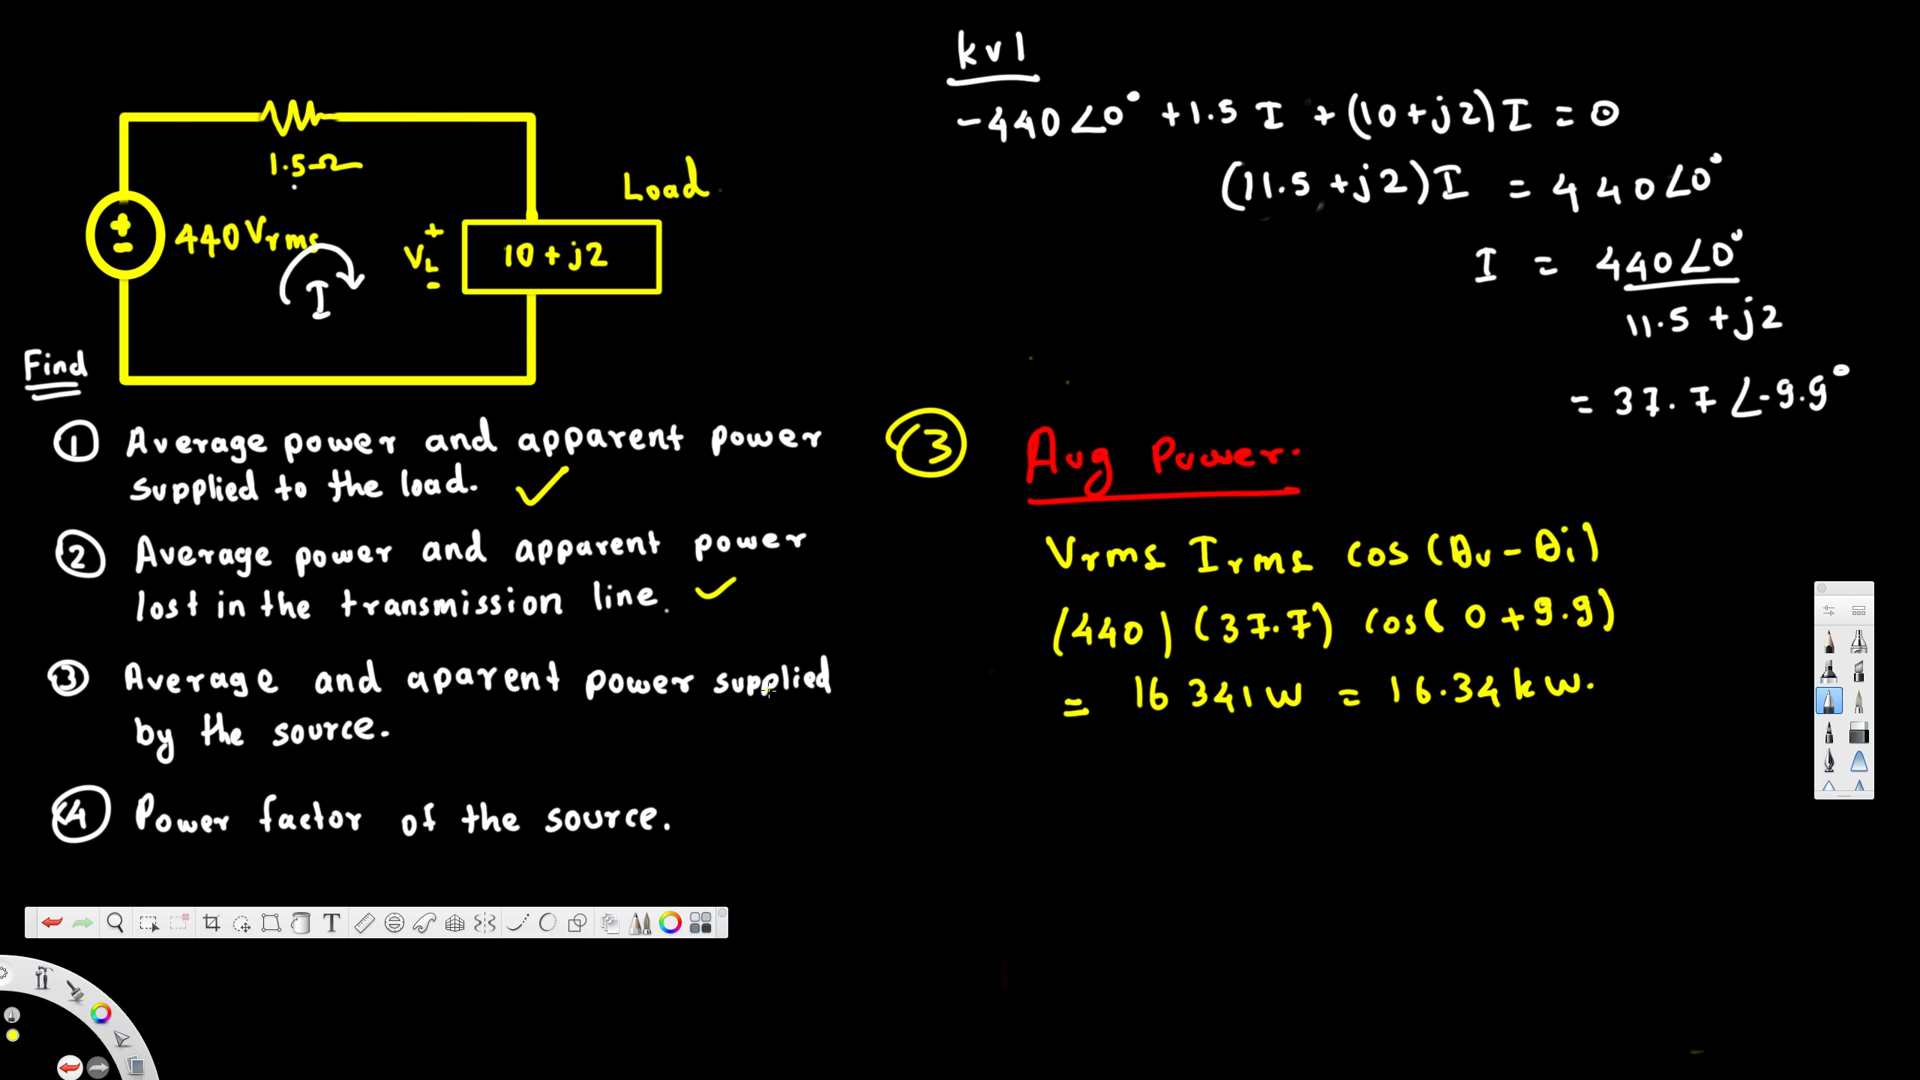 1.5Ω
440 Vrms
I
+
VL
-
10 + j2
Load
Find
① Average power and apparent power
supplied to the load. ✓
② Average power and apparent power
lost in the transmission line. ✓
③ Average and aparent power supplied
by the source.
④ Power factor of the source.
kvl
-440∠0° + 1.5 I + (10+j2) I = 0
(11.5 + j2) I = 440∠0°
I = 440∠0°
11.5 + j2
= 37.7 ∠-9.9°
③ Avg Power.
Vrms Irms cos (θv - θi)
(440) (37.7) cos( 0 + 9.9)
= 16 341 W = 16.34 kw.